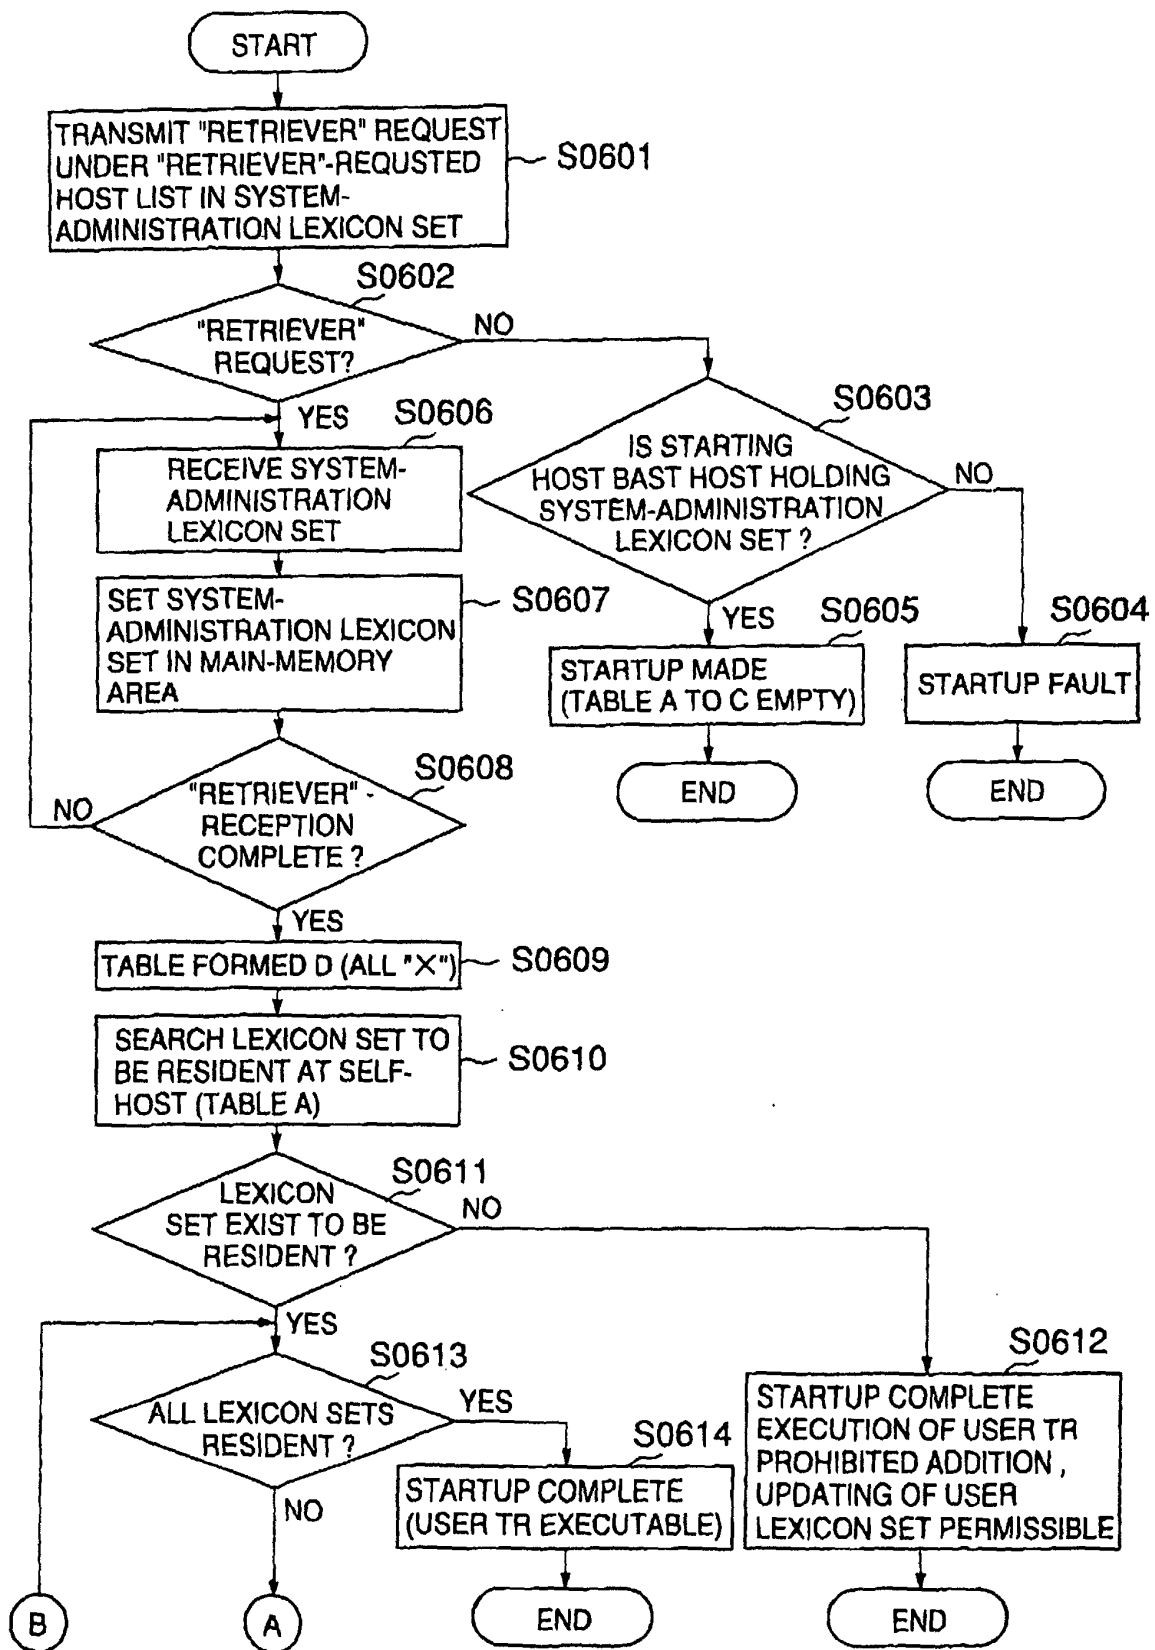 START
TRANSMIT "RETRIEVER" REQUEST
UNDER "RETRIEVER"-REQUSTED
HOST LIST IN SYSTEM-
ADMINISTRATION LEXICON SET
S0601
S0602
"RETRIEVER"
REQUEST?
NO
YES
S0603
IS STARTING
HOST BAST HOST HOLDING
SYSTEM-ADMINISTRATION
LEXICON SET ?
NO
YES
S0606
RECEIVE SYSTEM-
ADMINISTRATION
LEXICON SET
SET SYSTEM-
ADMINISTRATION LEXICON
SET IN MAIN-MEMORY
AREA
S0607
S0605
STARTUP MADE
(TABLE A TO C EMPTY)
END
S0604
STARTUP FAULT
END
S0608
"RETRIEVER"
RECEPTION
COMPLETE ?
NO
YES
TABLE FORMED D (ALL "X")
S0609
SEARCH LEXICON SET TO
BE RESIDENT AT SELF-
HOST (TABLE A)
S0610
S0611
LEXICON
SET EXIST TO BE
RESIDENT ?
NO
YES
S0613
ALL LEXICON SETS
RESIDENT ?
YES
NO
S0614
STARTUP COMPLETE
(USER TR EXECUTABLE)
END
S0612
STARTUP COMPLETE
EXECUTION OF USER TR
PROHIBITED ADDITION ,
UPDATING OF USER
LEXICON SET PERMISSIBLE
END
B
A